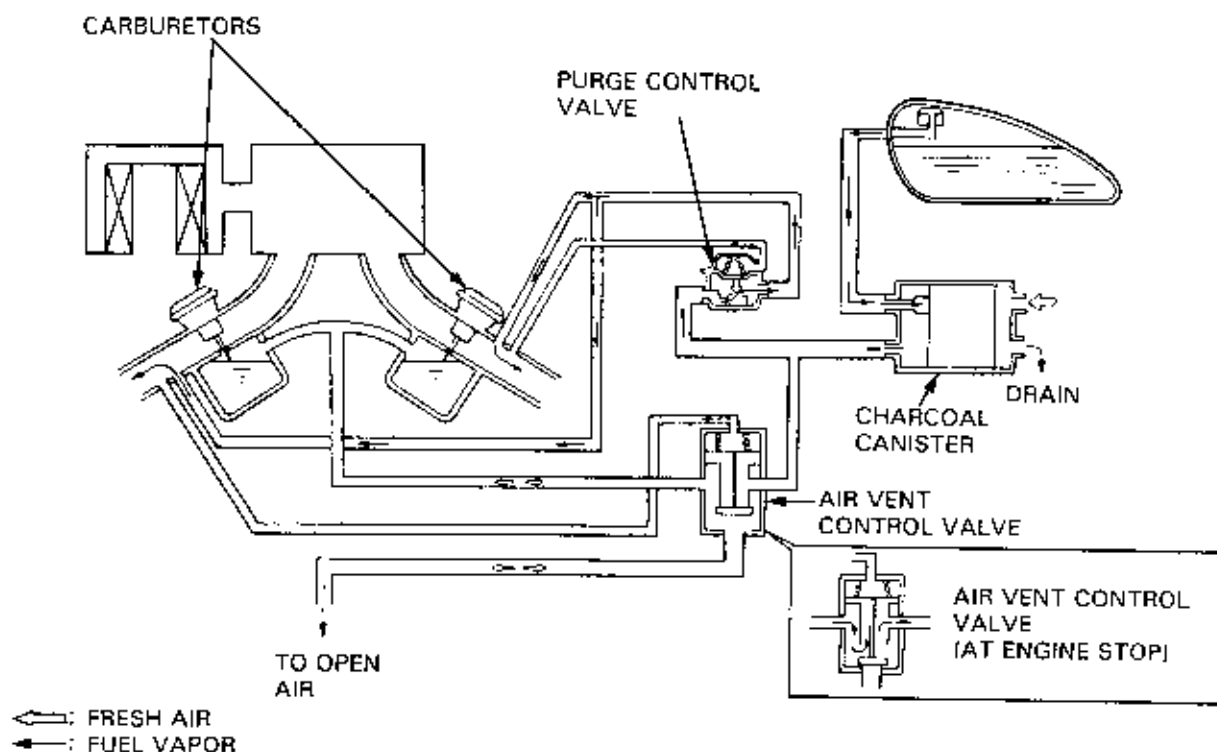 CARBURETORS
PURGE CONTROL
VALVE
DRAIN
CHARCOAL
CANISTER
AIR VENT
CONTROL VALVE
AIR VENT CONTROL
VALVE
(AT ENGINE STOP)
TO OPEN
AIR
: FRESH AIR
: FUEL VAPOR